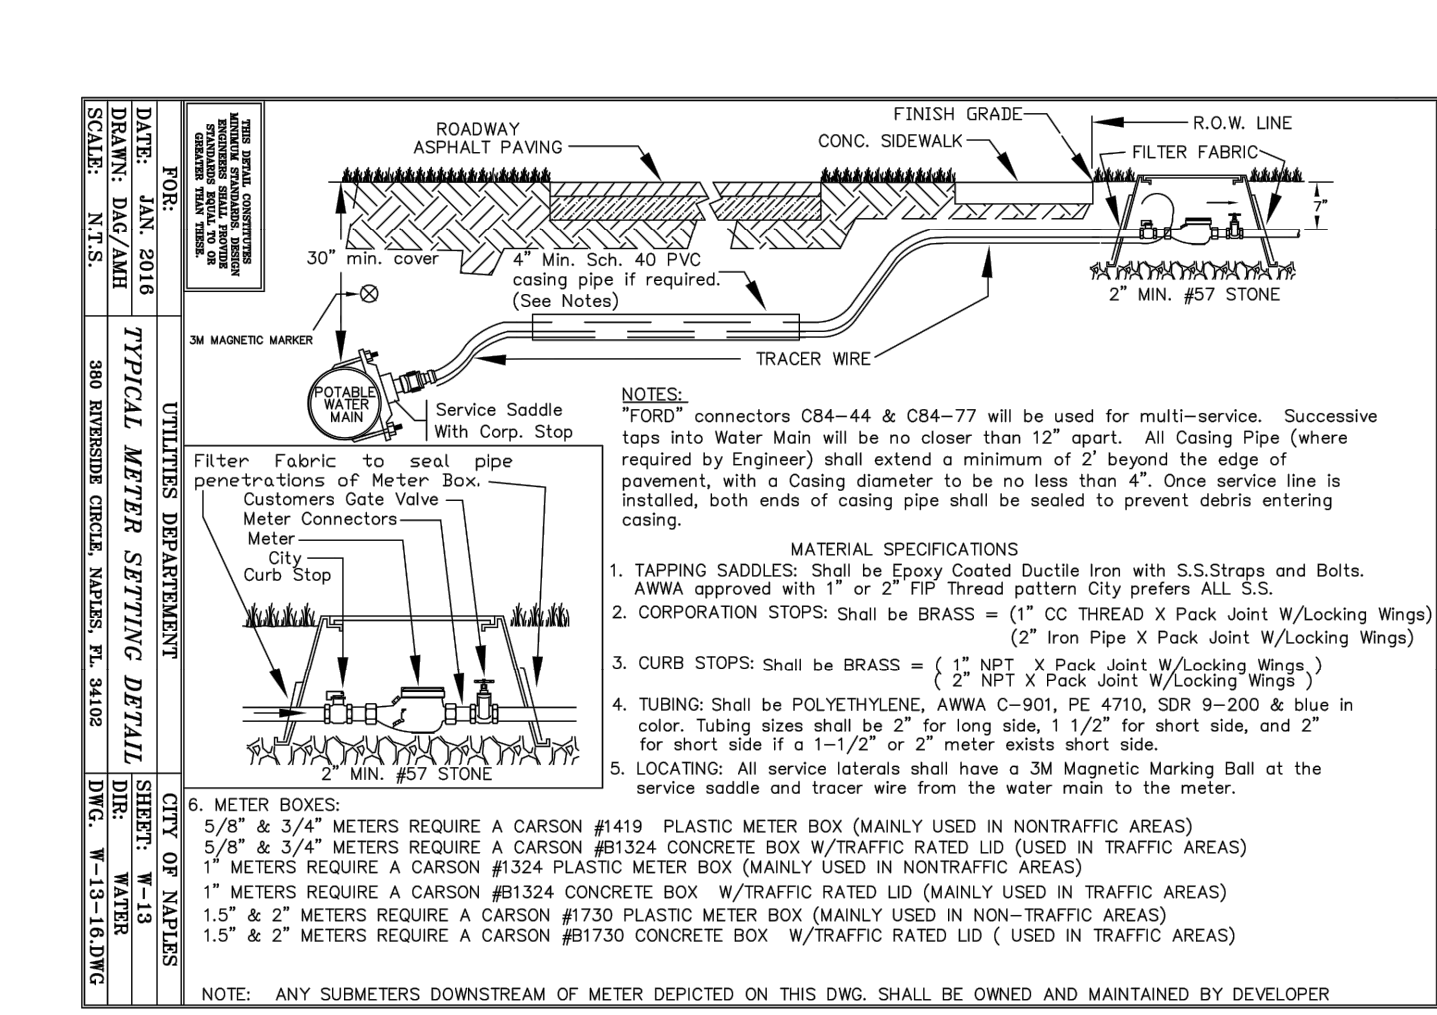 THIS DETAIL CONSTITUTES
MINIMUM STANDARDS. DESIGN
ENGINEERS SHALL PROVIDE
STANDARDS EQUAL TO OR
GREATER THAN THESE.
FOR:
DATE: JAN. 2016
DRAWN: DAG/AMH
SCALE: N.T.S.
UTILITIES DEPARTMENT
TYPICAL METER SETTING DETAIL
380 RIVERSIDE CIRCLE, NAPLES, FL. 34102
CITY OF NAPLES
SHEET: W-13
DIR: WATER
DWG. W-13-16.DWG
ROADWAY
ASPHALT PAVING
FINISH GRADE
CONC. SIDEWALK
R.O.W. LINE
FILTER FABRIC
7"
30" min. cover
4" Min. Sch. 40 PVC
casing pipe if required.
(See Notes)
2" MIN. #57 STONE
3M MAGNETIC MARKER
TRACER WIRE
POTABLE
WATER
MAIN
Service Saddle
With Corp. Stop
Filter Fabric to seal pipe
penetrations of Meter Box.
Customers Gate Valve
Meter Connectors
Meter
City
Curb Stop
2" MIN. #57 STONE
NOTES:
"FORD" connectors C84-44 & C84-77 will be used for multi-service. Successive
taps into Water Main will be no closer than 12" apart. All Casing Pipe (where
required by Engineer) shall extend a minimum of 2' beyond the edge of
pavement, with a Casing diameter to be no less than 4". Once service line is
installed, both ends of casing pipe shall be sealed to prevent debris entering
casing.
MATERIAL SPECIFICATIONS
1. TAPPING SADDLES: Shall be Epoxy Coated Ductile Iron with S.S.Straps and Bolts.
AWWA approved with 1" or 2" FIP Thread pattern City prefers ALL S.S.
2. CORPORATION STOPS: Shall be BRASS = (1" CC THREAD X Pack Joint W/Locking Wings)
(2" Iron Pipe X Pack Joint W/Locking Wings)
3. CURB STOPS: Shall be BRASS = ( 1" NPT X Pack Joint W/Locking Wings )
( 2" NPT X Pack Joint W/Locking Wings )
4. TUBING: Shall be POLYETHYLENE, AWWA C-901, PE 4710, SDR 9-200 & blue in
color. Tubing sizes shall be 2" for long side, 1 1/2" for short side, and 2"
for short side if a 1-1/2" or 2" meter exists short side.
5. LOCATING: All service laterals shall have a 3M Magnetic Marking Ball at the
service saddle and tracer wire from the water main to the meter.
6. METER BOXES:
5/8" & 3/4" METERS REQUIRE A CARSON #1419 PLASTIC METER BOX (MAINLY USED IN NONTRAFFIC AREAS)
5/8" & 3/4" METERS REQUIRE A CARSON #B1324 CONCRETE BOX W/TRAFFIC RATED LID (USED IN TRAFFIC AREAS)
1" METERS REQUIRE A CARSON #1324 PLASTIC METER BOX (MAINLY USED IN NONTRAFFIC AREAS)
1" METERS REQUIRE A CARSON #B1324 CONCRETE BOX W/TRAFFIC RATED LID (MAINLY USED IN TRAFFIC AREAS)
1.5" & 2" METERS REQUIRE A CARSON #1730 PLASTIC METER BOX (MAINLY USED IN NON-TRAFFIC AREAS)
1.5" & 2" METERS REQUIRE A CARSON #B1730 CONCRETE BOX W/TRAFFIC RATED LID ( USED IN TRAFFIC AREAS)
NOTE: ANY SUBMETERS DOWNSTREAM OF METER DEPICTED ON THIS DWG. SHALL BE OWNED AND MAINTAINED BY DEVELOPER